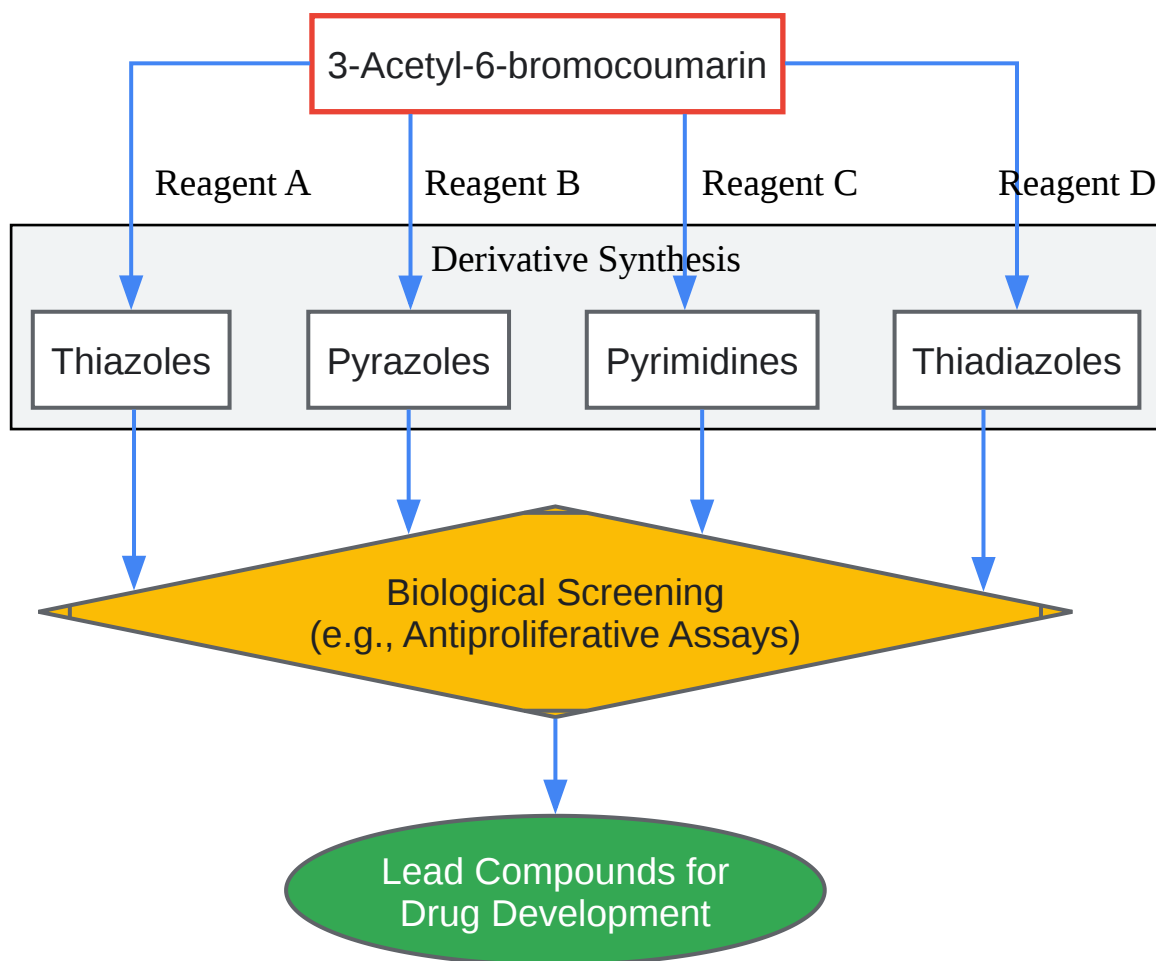 3-Acetyl-6-bromocoumarin
Reagent A
Reagent B
Reagent C
Reagent D
Derivative Synthesis
Thiazoles
Pyrazoles
Pyrimidines
Thiadiazoles
Biological Screening
(e.g., Antiproliferative Assays)
Lead Compounds for
Drug Development